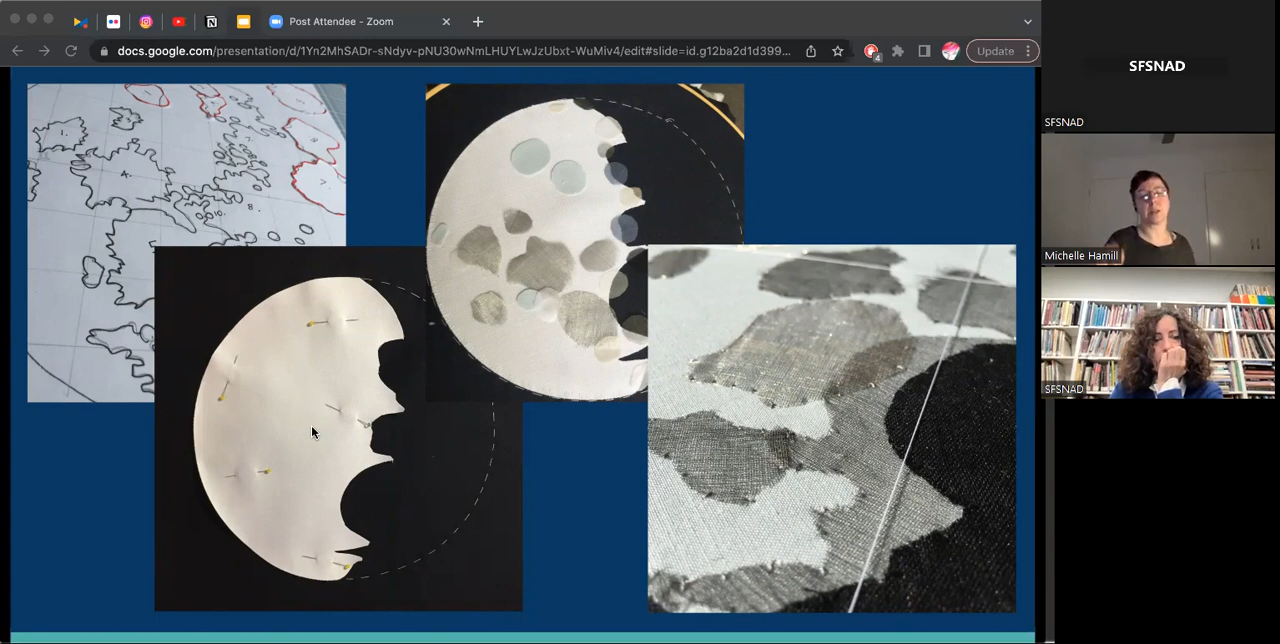 Post Attendee - Zoom
docs.google.com/presentation/d/1Yn2MhSADr-sNdyv-pNU30wNmLHUYLwJzUbxt-WuMiv4/edit#slide=id.g12ba2d1d399...
4
Update
SFSNAD
SFSNAD
Michelle Hamill
SFSNAD